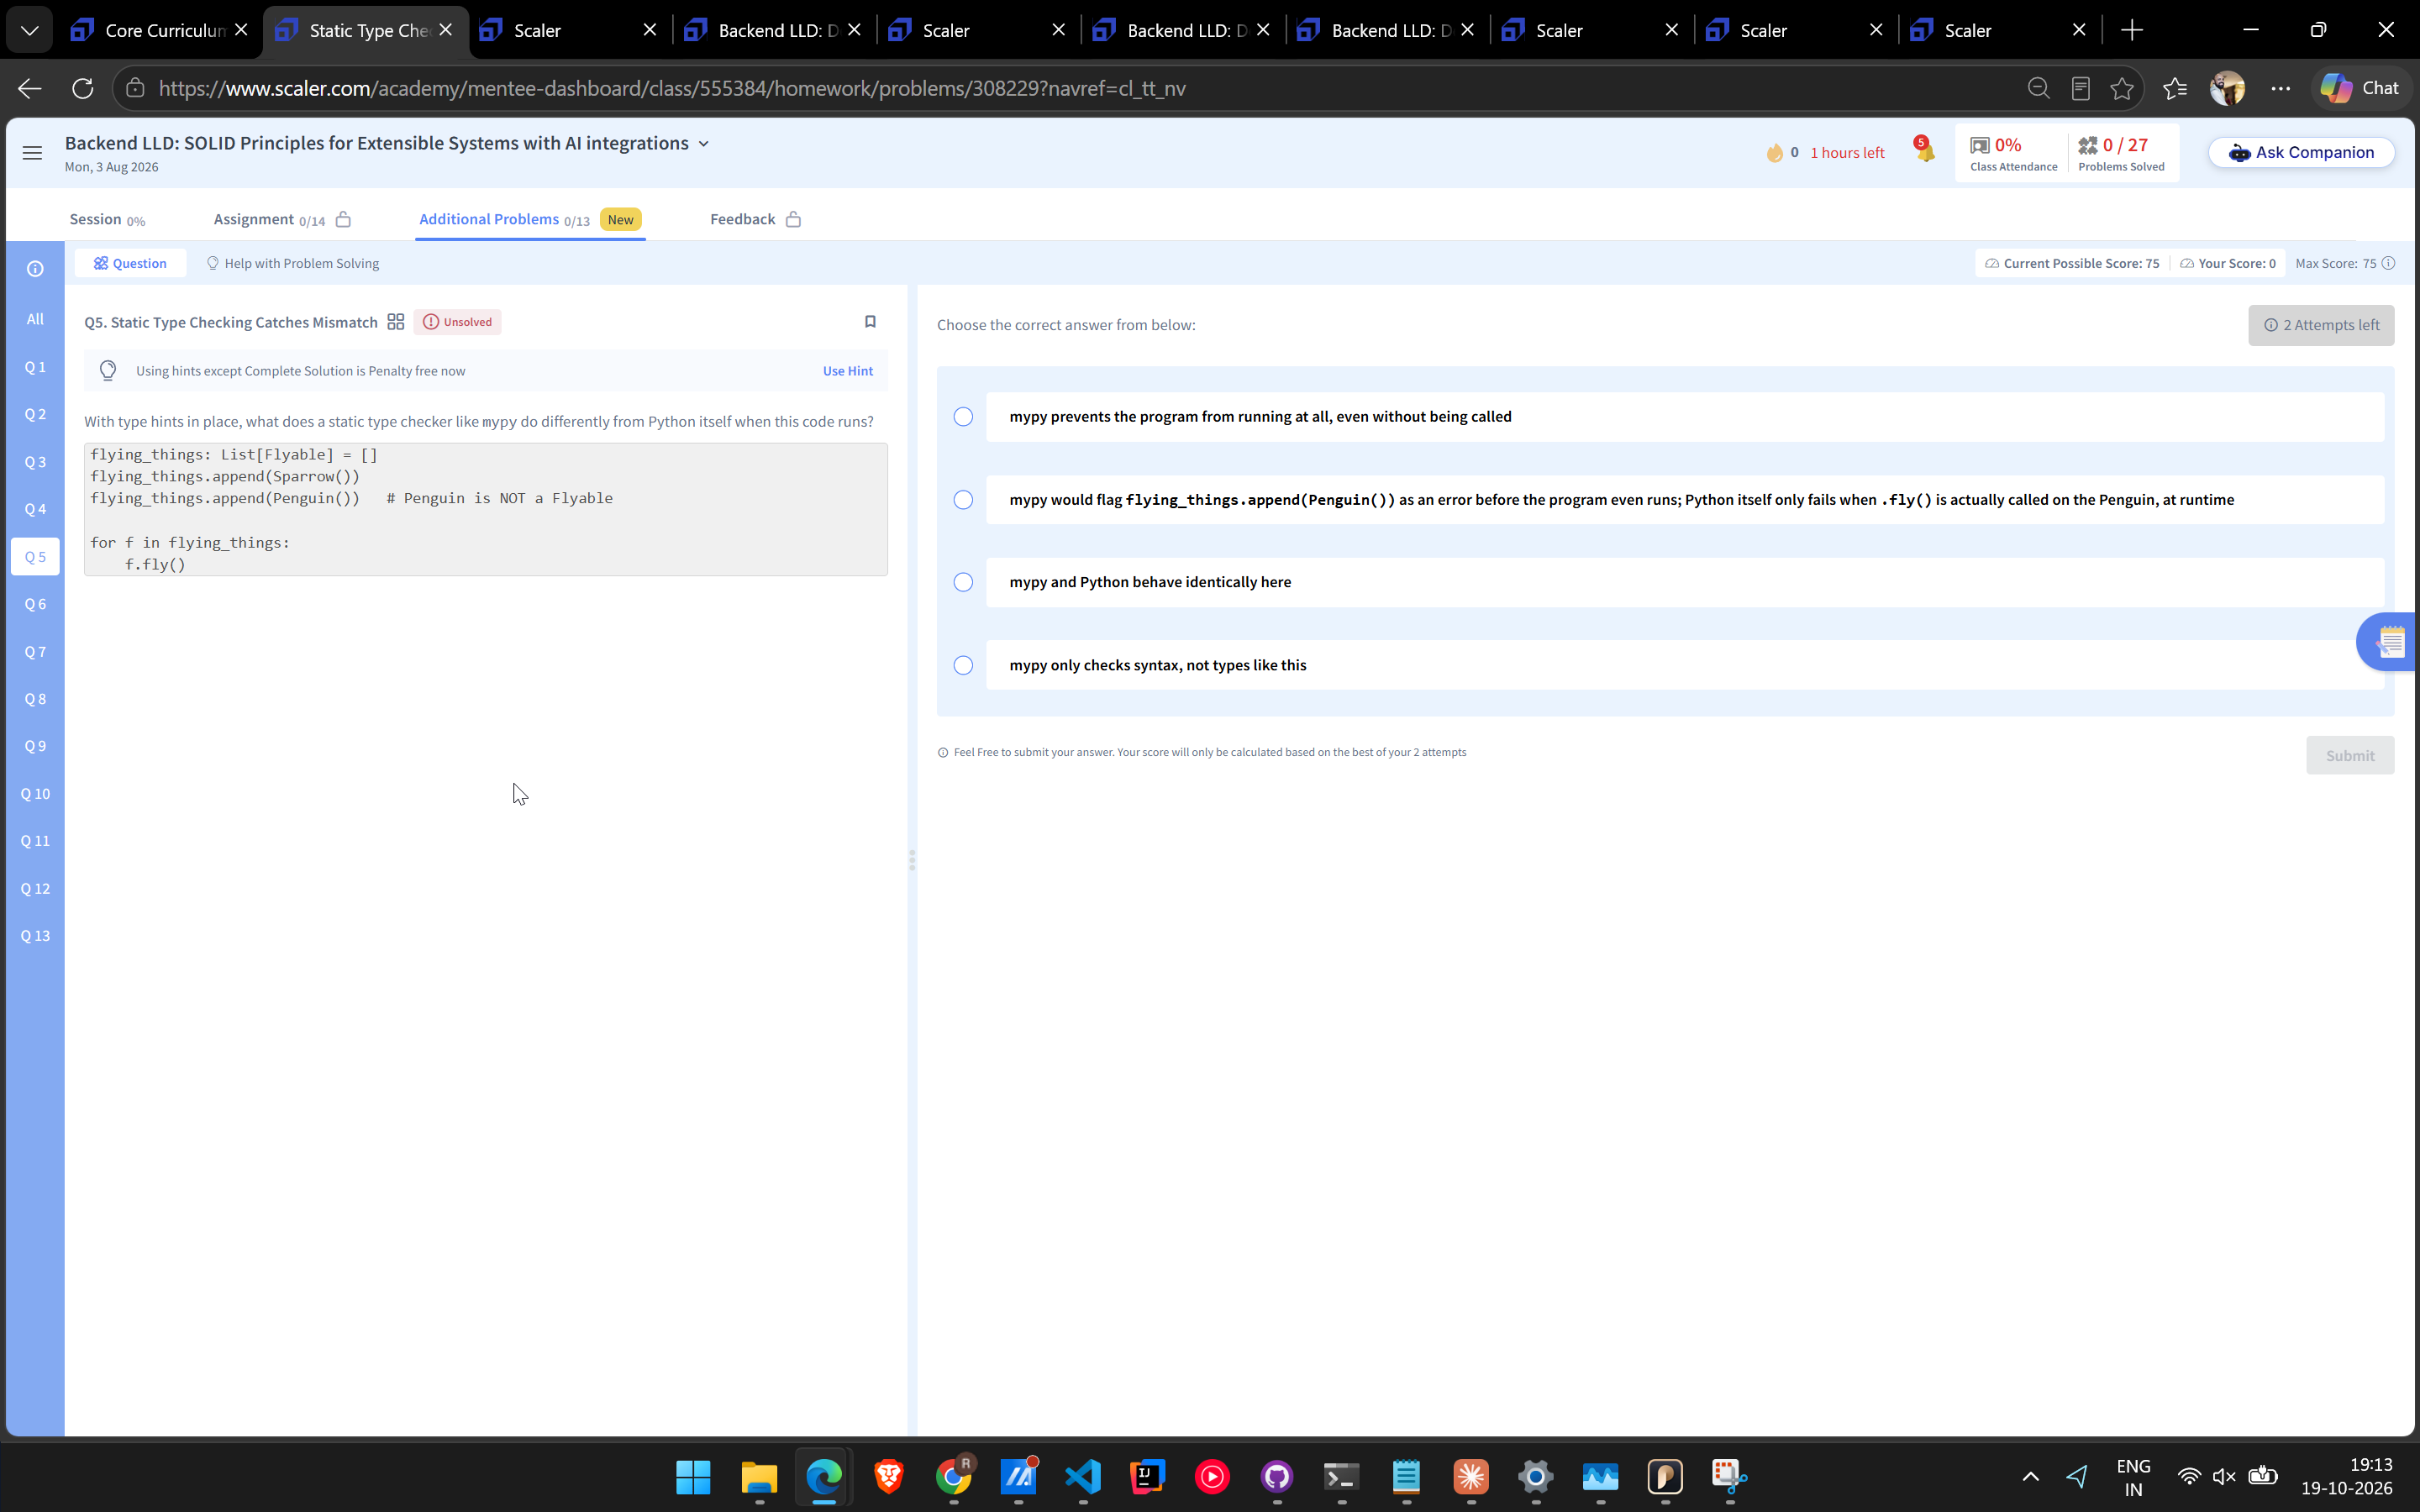 Core Curriculum
Static Type Che
Scaler
Backend LLD: D
Scaler
Backend LLD: D
Backend LLD: D
Scaler
Scaler
Scaler
https://www.scaler.com/academy/mentee-dashboard/class/555384/homework/problems/308229?navref=cl_tt_nv
Chat
Backend LLD: SOLID Principles for Extensible Systems with AI integrations
Mon, 3 Aug 2026
0
1 hours left
5
0%
Class Attendance
0 / 27
Problems Solved
Ask Companion
Session 0%
Assignment 0/14
Additional Problems 0/13 New
Feedback
Question
Help with Problem Solving
Current Possible Score: 75
Your Score: 0
Max Score: 75
All
Q 1
Q 2
Q 3
Q 4
Q 5
Q 6
Q 7
Q 8
Q 9
Q 10
Q 11
Q 12
Q 13
Q5. Static Type Checking Catches Mismatch
Unsolved
Using hints except Complete Solution is Penalty free now
Use Hint
With type hints in place, what does a static type checker like mypy do differently from Python itself when this code runs?
flying_things: List[Flyable] = []
flying_things.append(Sparrow())
flying_things.append(Penguin())   # Penguin is NOT a Flyable
for f in flying_things:
    f.fly()
Choose the correct answer from below:
2 Attempts left
mypy prevents the program from running at all, even without being called
mypy would flag flying_things.append(Penguin()) as an error before the program even runs; Python itself only fails when .fly() is actually called on the Penguin, at runtime
mypy and Python behave identically here
mypy only checks syntax, not types like this
Feel Free to submit your answer. Your score will only be calculated based on the best of your 2 attempts
Submit
R
IJ
ENG
IN
19:13
19-10-2026